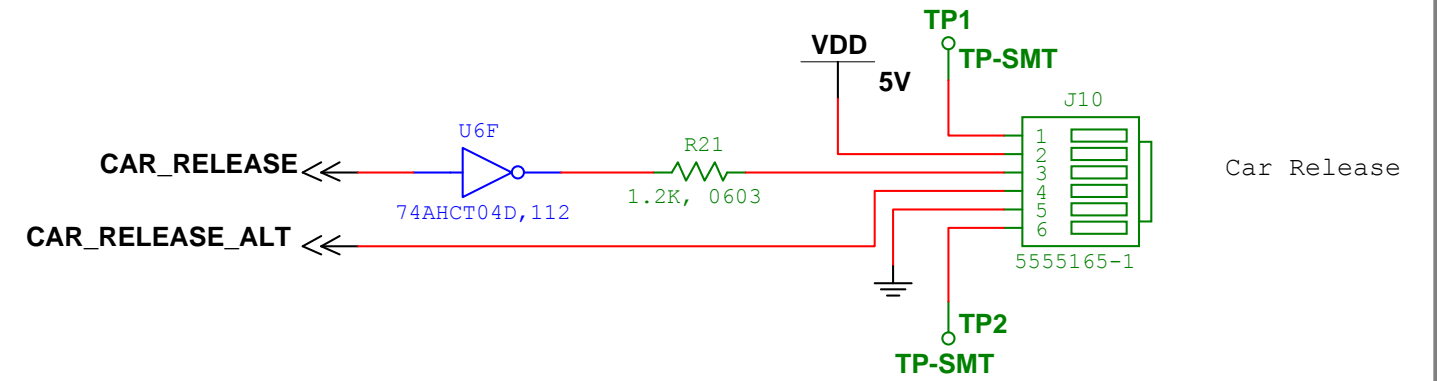 TP1
TP-SMT
VDD
5V
J10
U6F
R21
CAR_RELEASE
74AHCT04D,112
1.2K, 0603
1
2
3
4
5
6
Car Release
CAR_RELEASE_ALT
5555165-1
TP2
TP-SMT